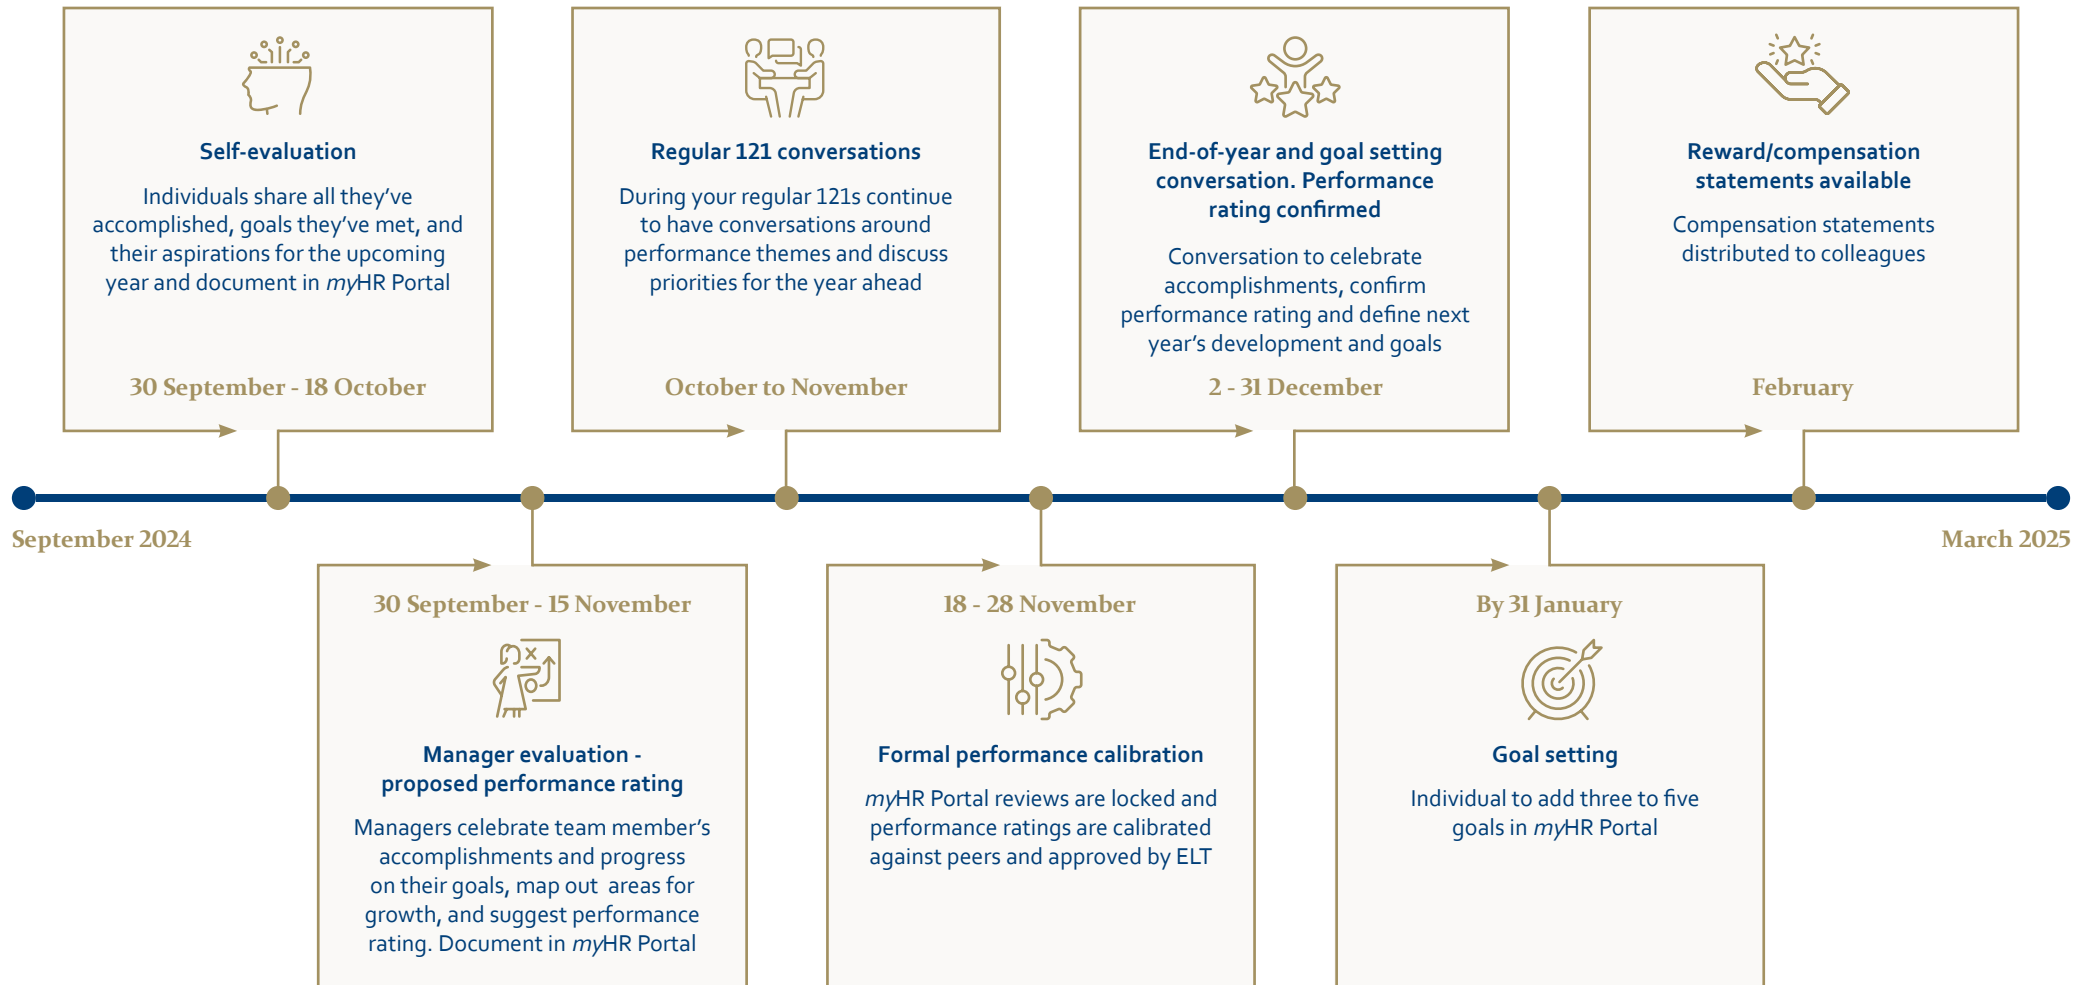 Self-evaluation
Individuals share all they’ve
accomplished, goals they’ve met, and
their aspirations for the upcoming
year and document in myHR Portal
30 September - 18 October
Regular 121 conversations
During your regular 121s continue
to have conversations around
performance themes and discuss
priorities for the year ahead
October to November
End-of-year and goal setting
conversation. Performance
rating confirmed
Conversation to celebrate
accomplishments, confirm
performance rating and define next
year’s development and goals
2 - 31 December
Reward/compensation
statements available
Compensation statements
distributed to colleagues
February
September 2024
March 2025
30 September - 15 November
Manager evaluation -
proposed performance rating
Managers celebrate team member’s
accomplishments and progress
on their goals, map out areas for
growth, and suggest performance
rating. Document in myHR Portal
18 - 28 November
Formal performance calibration
myHR Portal reviews are locked and
performance ratings are calibrated
against peers and approved by ELT
By 31 January
Goal setting
Individual to add three to five
goals in myHR Portal